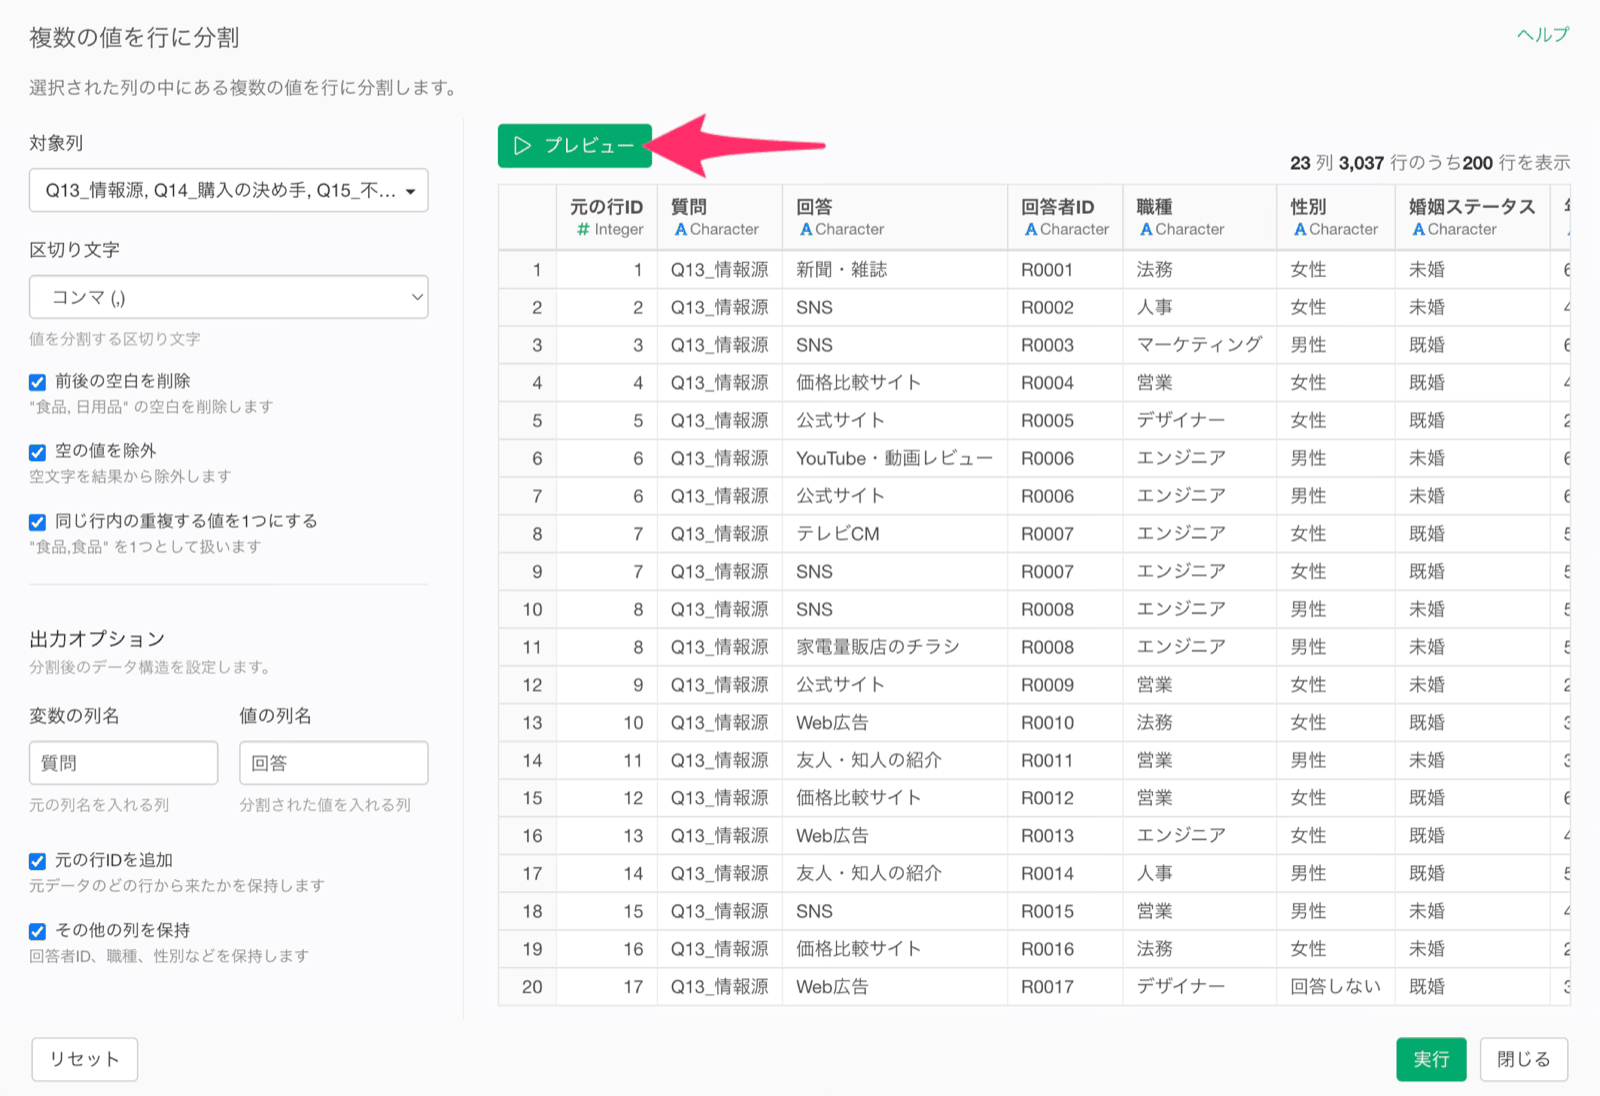 複数の値を行に分割
ヘルプ
選択された列の中にある複数の値を行に分割します。
対象列
Q13_情報源, Q14_購入の決め手, Q15_不...
区切り文字
コンマ (,)
値を分割する区切り文字
前後の空白を削除
"食品, 日用品" の空白を削除します
空の値を除外
空文字を結果から除外します
同じ行内の重複する値を1つにする
"食品,食品" を1つとして扱います
出力オプション
分割後のデータ構造を設定します。
変数の列名 値の列名
質問 回答
元の列名を入れる列 分割された値を入れる列
元の行IDを追加
元データのどの行から来たかを保持します
その他の列を保持
回答者ID、職種、性別などを保持します
プレビュー
23 列 3,037 行のうち200 行を表示
元の行ID 質問 回答 回答者ID 職種 性別 婚姻ステータス
# Integer A Character A Character A Character A Character A Character A Character
1 1 Q13_情報源 新聞・雑誌 R0001 法務 女性 未婚 6
2 2 Q13_情報源 SNS R0002 人事 女性 未婚 4
3 3 Q13_情報源 SNS R0003 マーケティング 男性 既婚 6
4 4 Q13_情報源 価格比較サイト R0004 営業 女性 既婚 4
5 5 Q13_情報源 公式サイト R0005 デザイナー 女性 既婚 2
6 6 Q13_情報源 YouTube・動画レビュー R0006 エンジニア 男性 未婚 6
7 6 Q13_情報源 公式サイト R0006 エンジニア 男性 未婚 6
8 7 Q13_情報源 テレビCM R0007 エンジニア 女性 既婚 5
9 7 Q13_情報源 SNS R0007 エンジニア 女性 既婚 5
10 8 Q13_情報源 SNS R0008 エンジニア 男性 未婚 5
11 8 Q13_情報源 家電量販店のチラシ R0008 エンジニア 男性 未婚 5
12 9 Q13_情報源 公式サイト R0009 営業 女性 未婚 2
13 10 Q13_情報源 Web広告 R0010 法務 女性 既婚 3
14 11 Q13_情報源 友人・知人の紹介 R0011 営業 男性 未婚 3
15 12 Q13_情報源 価格比較サイト R0012 営業 女性 既婚 6
16 13 Q13_情報源 Web広告 R0013 エンジニア 女性 既婚 4
17 14 Q13_情報源 友人・知人の紹介 R0014 人事 男性 既婚 5
18 15 Q13_情報源 SNS R0015 営業 男性 未婚 4
19 16 Q13_情報源 価格比較サイト R0016 法務 女性 未婚 2
20 17 Q13_情報源 Web広告 R0017 デザイナー 回答しない 既婚 3
リセット
実行
閉じる